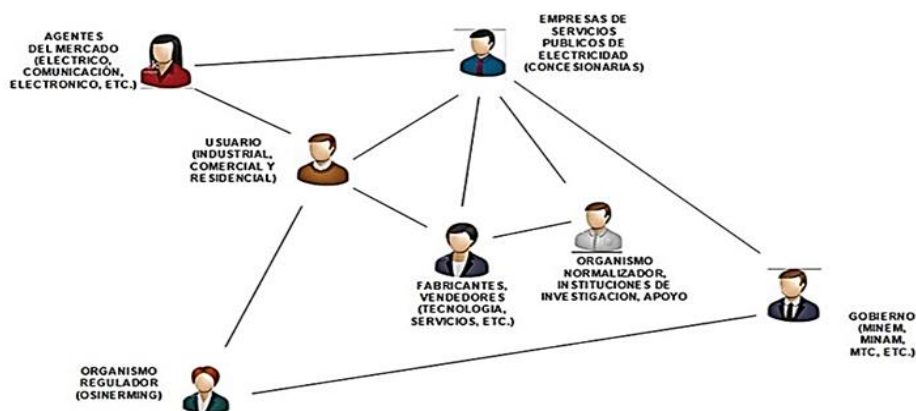 AGENTES
DEL MERCADO
(ELECTRICO,
COMUNICACIÓN,
ELECTRONICO, ETC.)
EMPRESAS DE
SERVICIOS
PUBLICOS DE
ELECTRICIDAD
(CONCESIONARIAS)
USUARIO
(INDUSTRIAL,
COMERCIAL Y
RESIDENCIAL)
FABRICANTES,
VENDEDORES
(TECNOLOGIA,
SERVICIOS, ETC.)
ORGANISMO
NORMALIZADOR,
INSTITUCIONES DE
INVESTIGACION, APOYO
GOBIERNO
(MINEM,
MINAM,
MTC, ETC.)
ORGANISMO
REGULADOR
(OSINERMING)